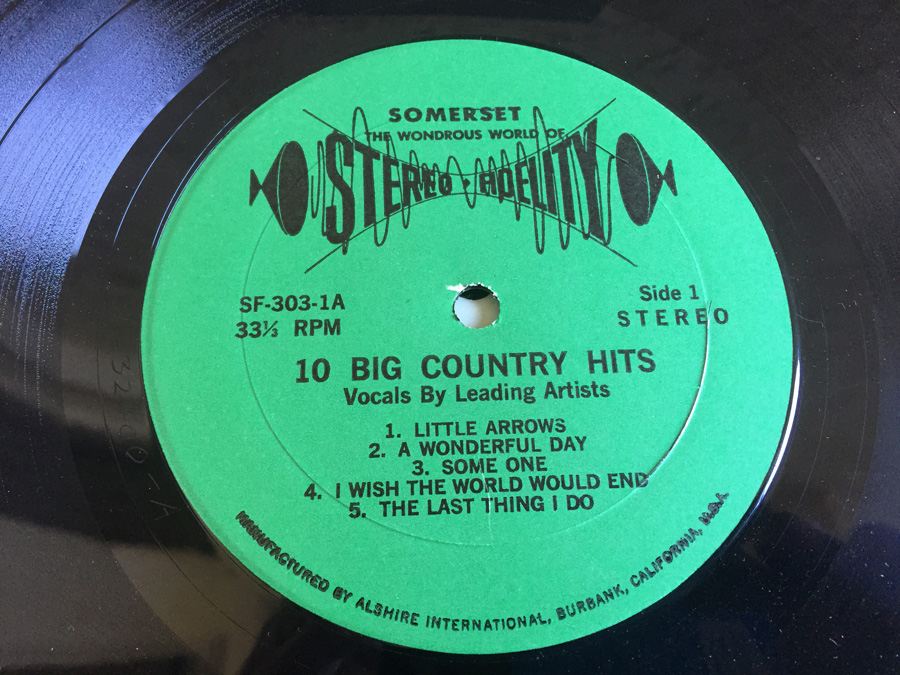 SOMERSET
THE WONDROUS WORLD OF
STEREO · FIDELITY
SF-303-1A
33⅓ RPM
Side 1
STEREO
10 BIG COUNTRY HITS
Vocals By Leading Artists
1. LITTLE ARROWS
2. A WONDERFUL DAY
3. SOME ONE
4. I WISH THE WORLD WOULD END
5. THE LAST THING I DO
MANUFACTURED BY ALSHIRE INTERNATIONAL, BURBANK, CALIFORNIA, U.S.A.